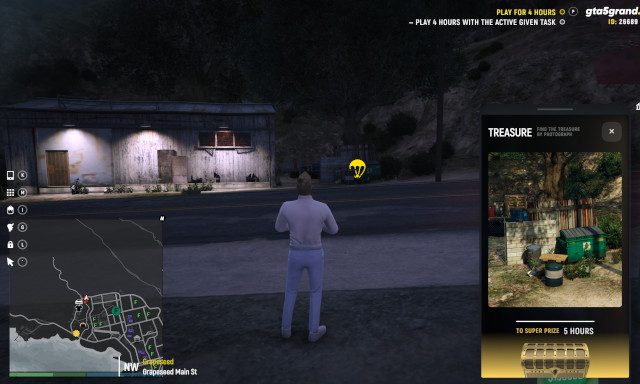 PLAY FOR 4 HOURS
P
– PLAY 4 HOURS WITH THE ACTIVE GIVEN TASK
gta5grand.
ID: 26689
TREASURE
FIND THE TREASURE
BY PHOTOGRAPH
×
K
M
I
G
L
N
F
F
F
F
NW
Grapeseed
Grapeseed Main St
TO SUPER PRIZE 5 HOURS